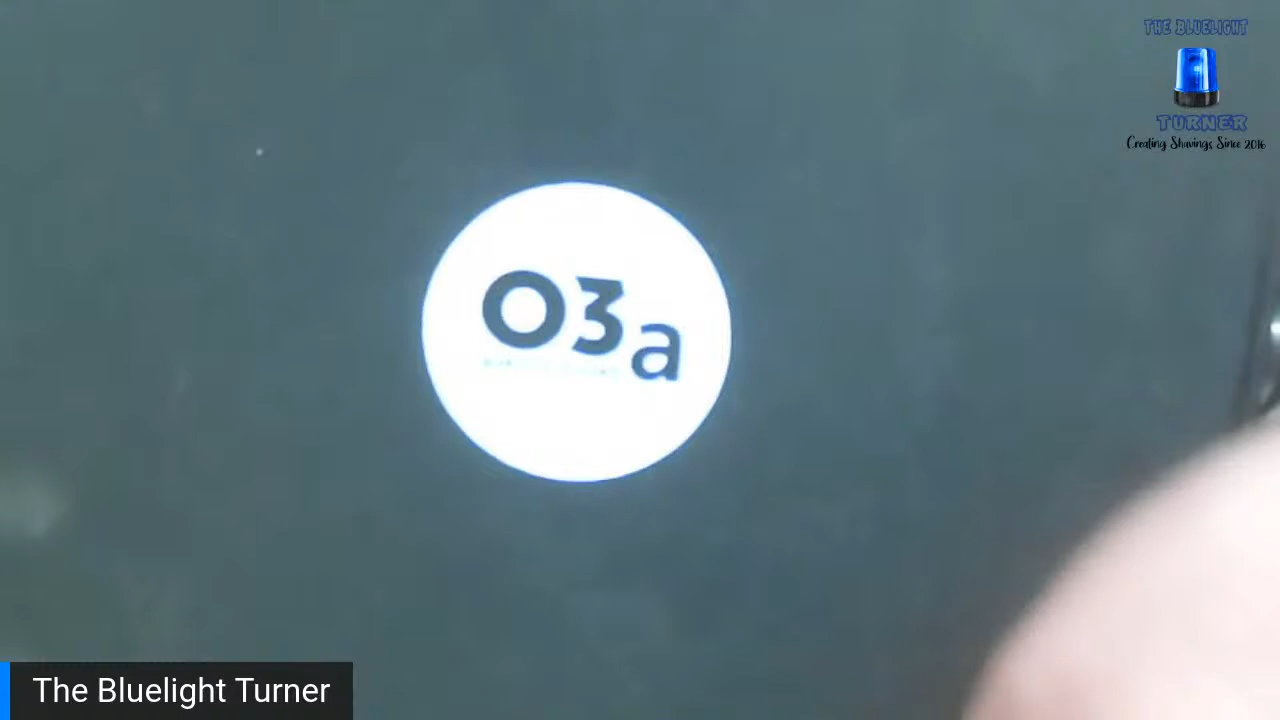 THE BLUELIGHT
TURNER
Creating Shavings Since 2016
O3a
The Bluelight Turner